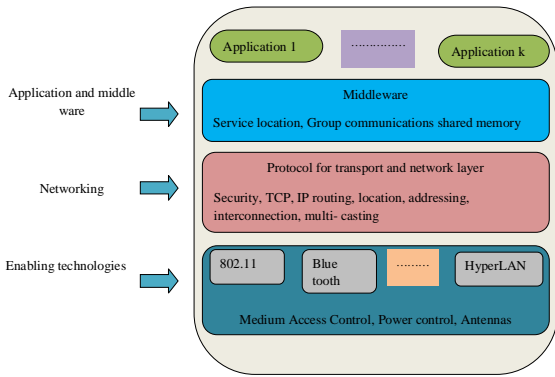 Application 1
...............
Application k
Application and middle
ware
Middleware
Service location, Group communications shared memory
Networking
Protocol for transport and network layer
Security, TCP, IP routing, location, addressing,
interconnection, multi- casting
Enabling technologies
802.11
Blue
tooth
.........
HyperLAN
Medium Access Control, Power control, Antennas